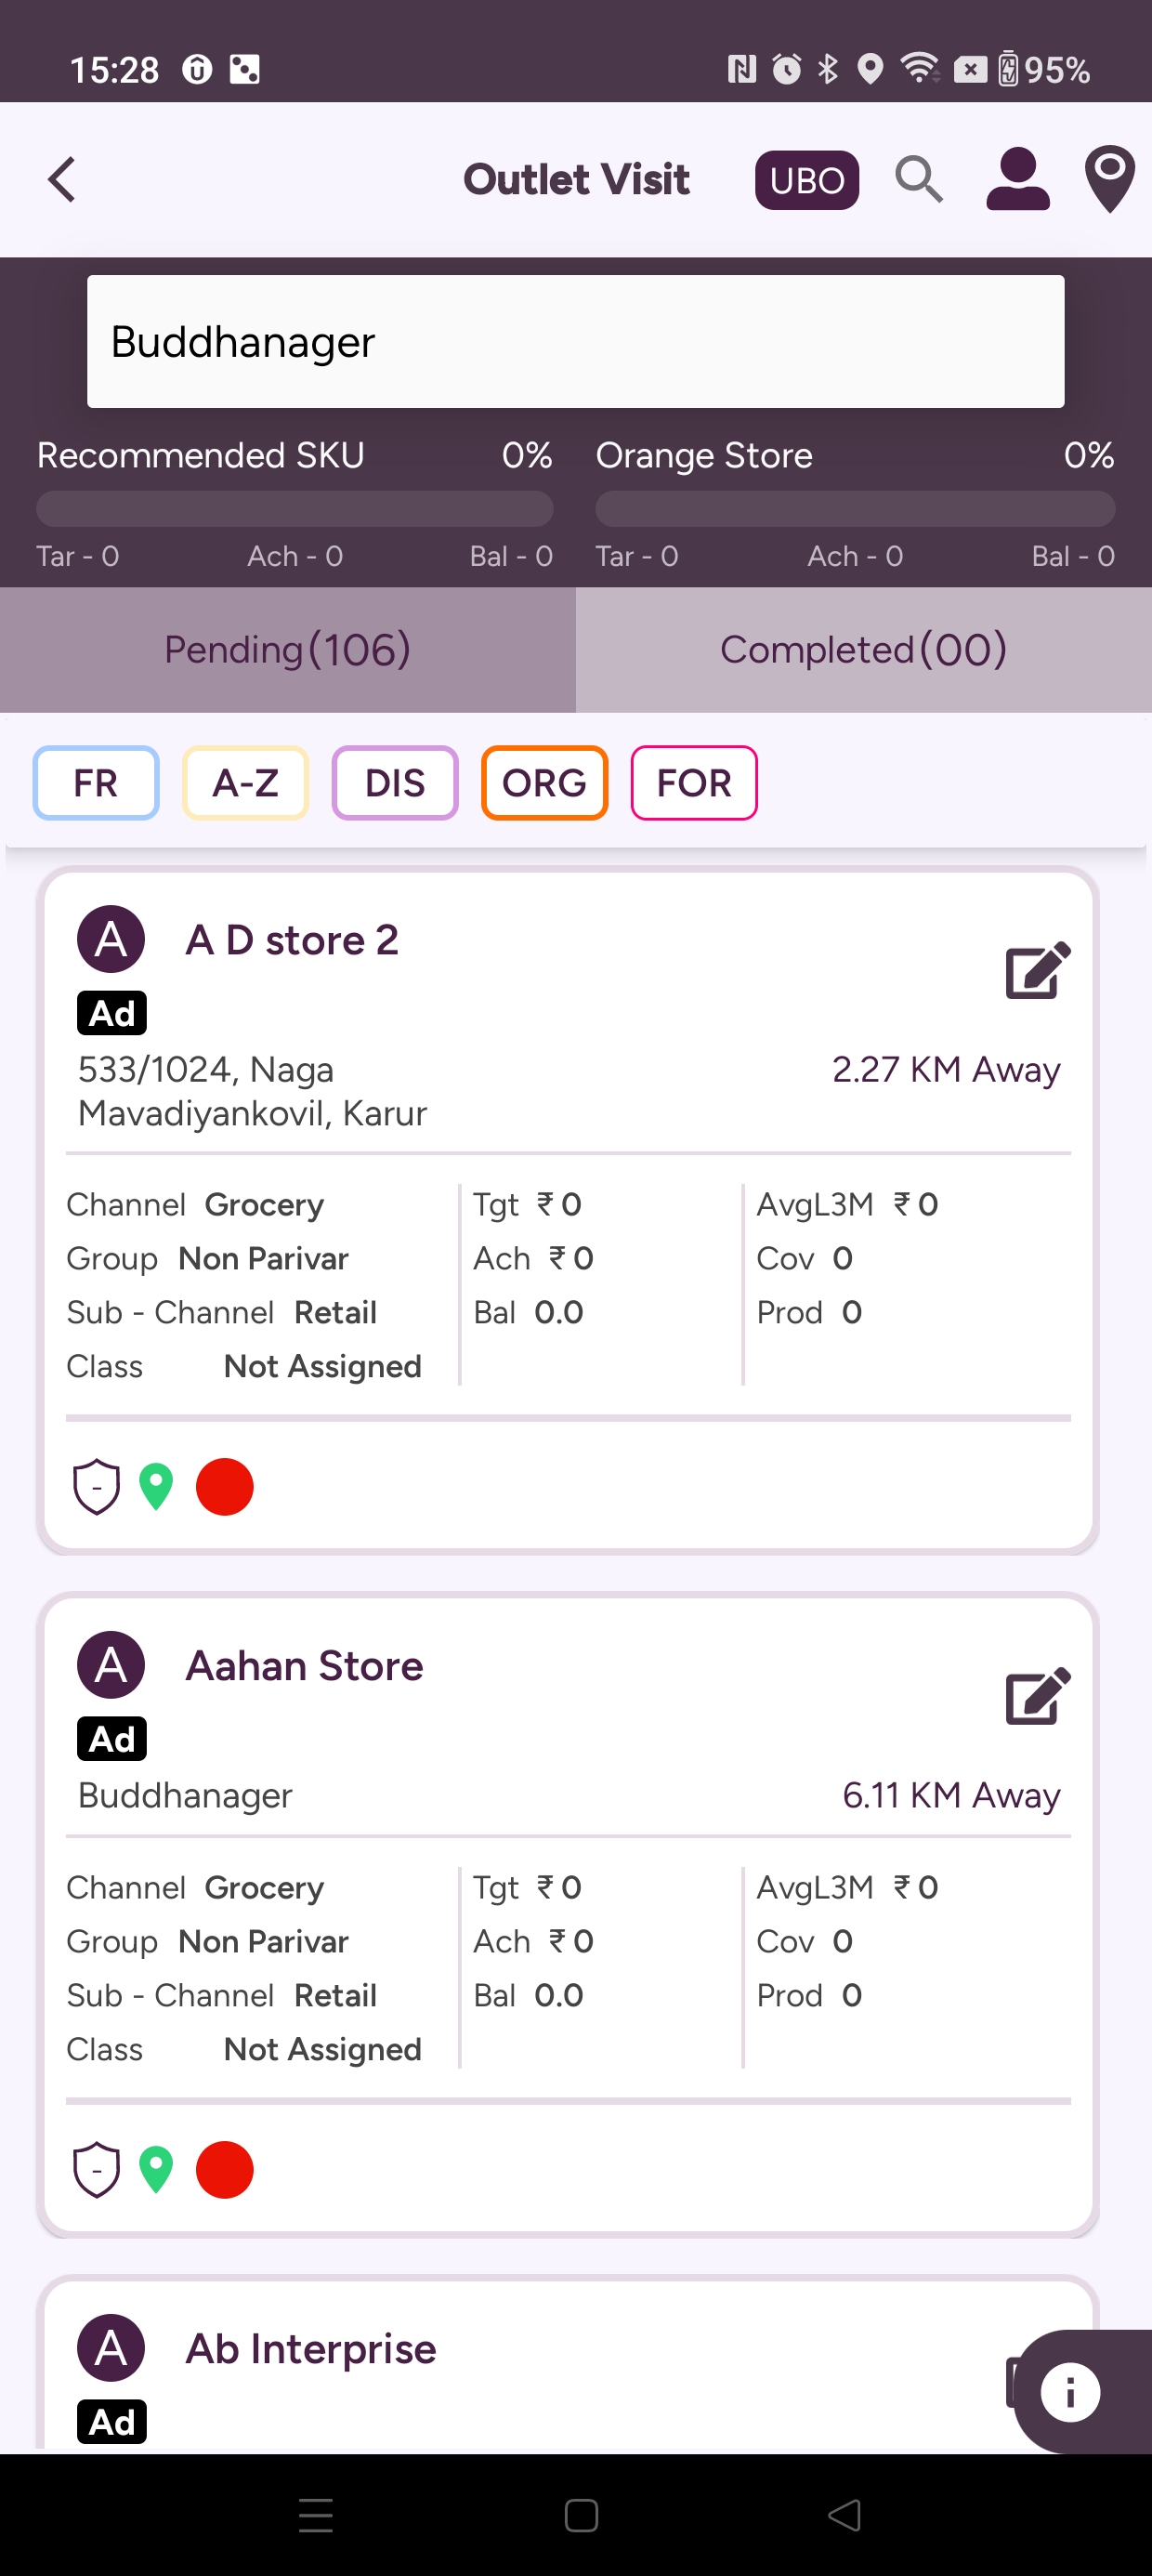 15:28 95%
Outlet Visit UBO
Buddhanager
Recommended SKU 0% Orange Store 0%
Tar - 0 Ach - 0 Bal - 0 Tar - 0 Ach - 0 Bal - 0
Pending(106) Completed(00)
FR A-Z DIS ORG FOR
A A D store 2
Ad
533/1024, Naga 2.27 KM Away
Mavadiyankovil, Karur
Channel Grocery Tgt ₹ 0 AvgL3M ₹ 0
Group Non Parivar Ach ₹ 0 Cov 0
Sub - Channel Retail Bal 0.0 Prod 0
Class Not Assigned
-
A Aahan Store
Ad
Buddhanager 6.11 KM Away
Channel Grocery Tgt ₹ 0 AvgL3M ₹ 0
Group Non Parivar Ach ₹ 0 Cov 0
Sub - Channel Retail Bal 0.0 Prod 0
Class Not Assigned
-
A Ab Interprise
Ad